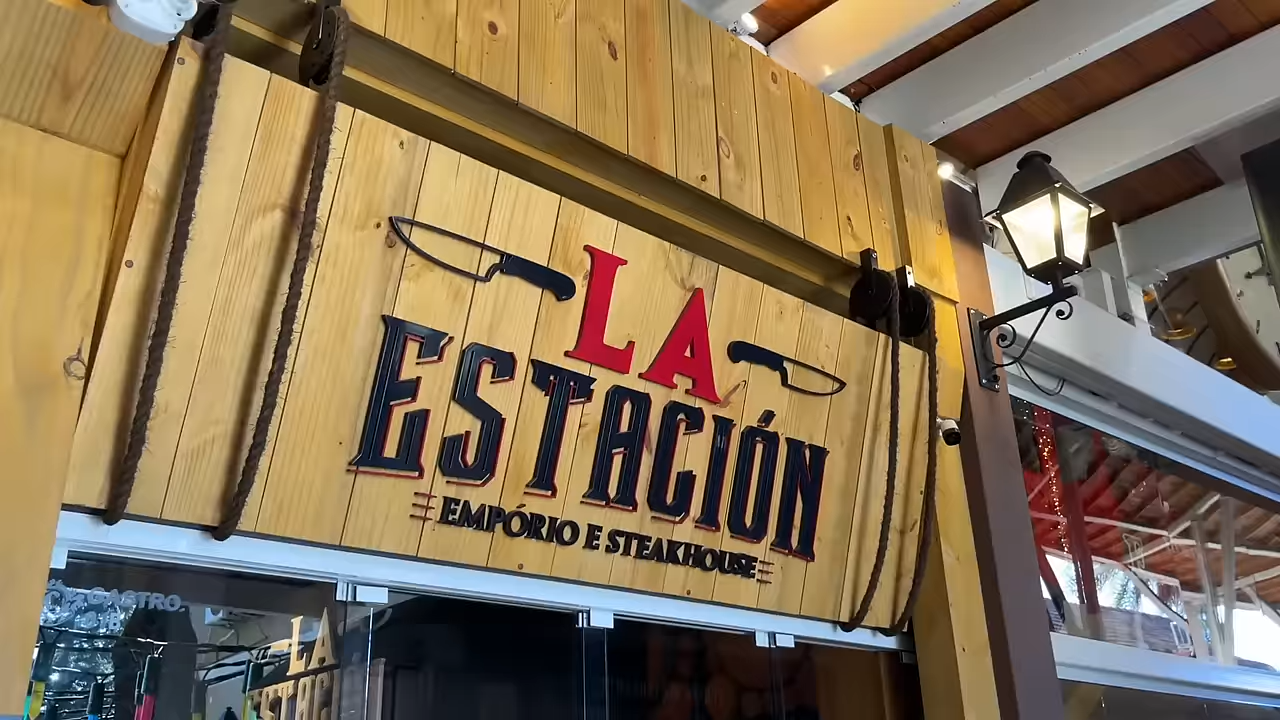 LA
ESTACIÓN
EMPÓRIO E STEAKHOUSE
GASTRO
LA